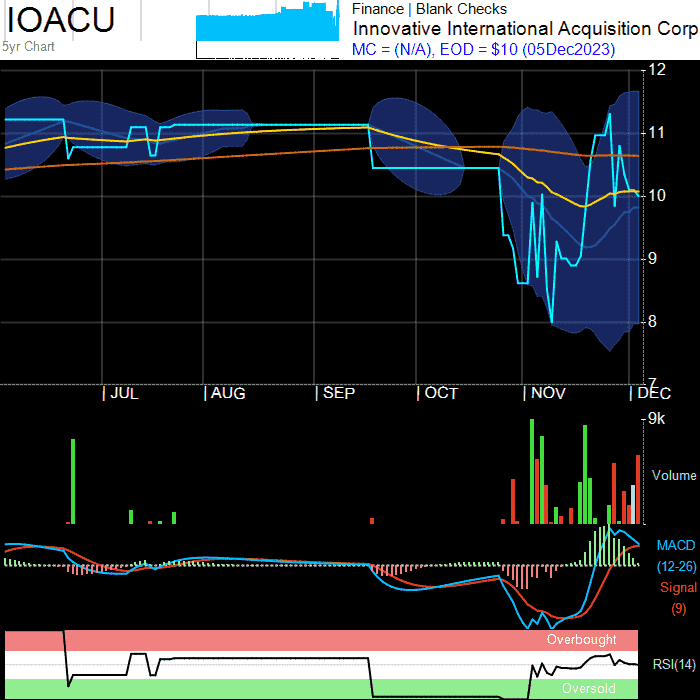 IOACU
Finance | Blank Checks
Innovative International Acquisition Corp
5yr Chart
MC = (N/A), EOD = $10 (05Dec2023)
12
11
10
9
8
7
| JUL | AUG | SEP | OCT | NOV | DEC
9k
Volume
MACD
(12-26)
Signal
(9)
Overbought
RSI(14)
Oversold